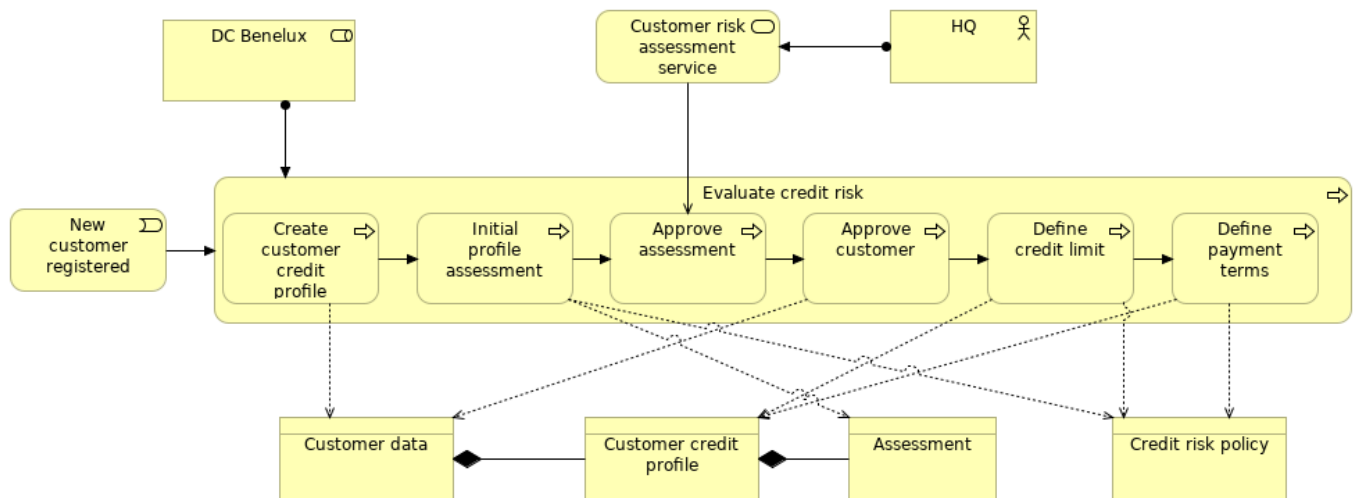 DC Benelux
Customer risk
assessment
service
HQ
New
customer
registered
Evaluate credit risk
Create
customer
credit
profile
Initial
profile
assessment
Approve
assessment
Approve
customer
Define
credit limit
Define
payment
terms
Customer data
Customer credit
profile
Assessment
Credit risk policy